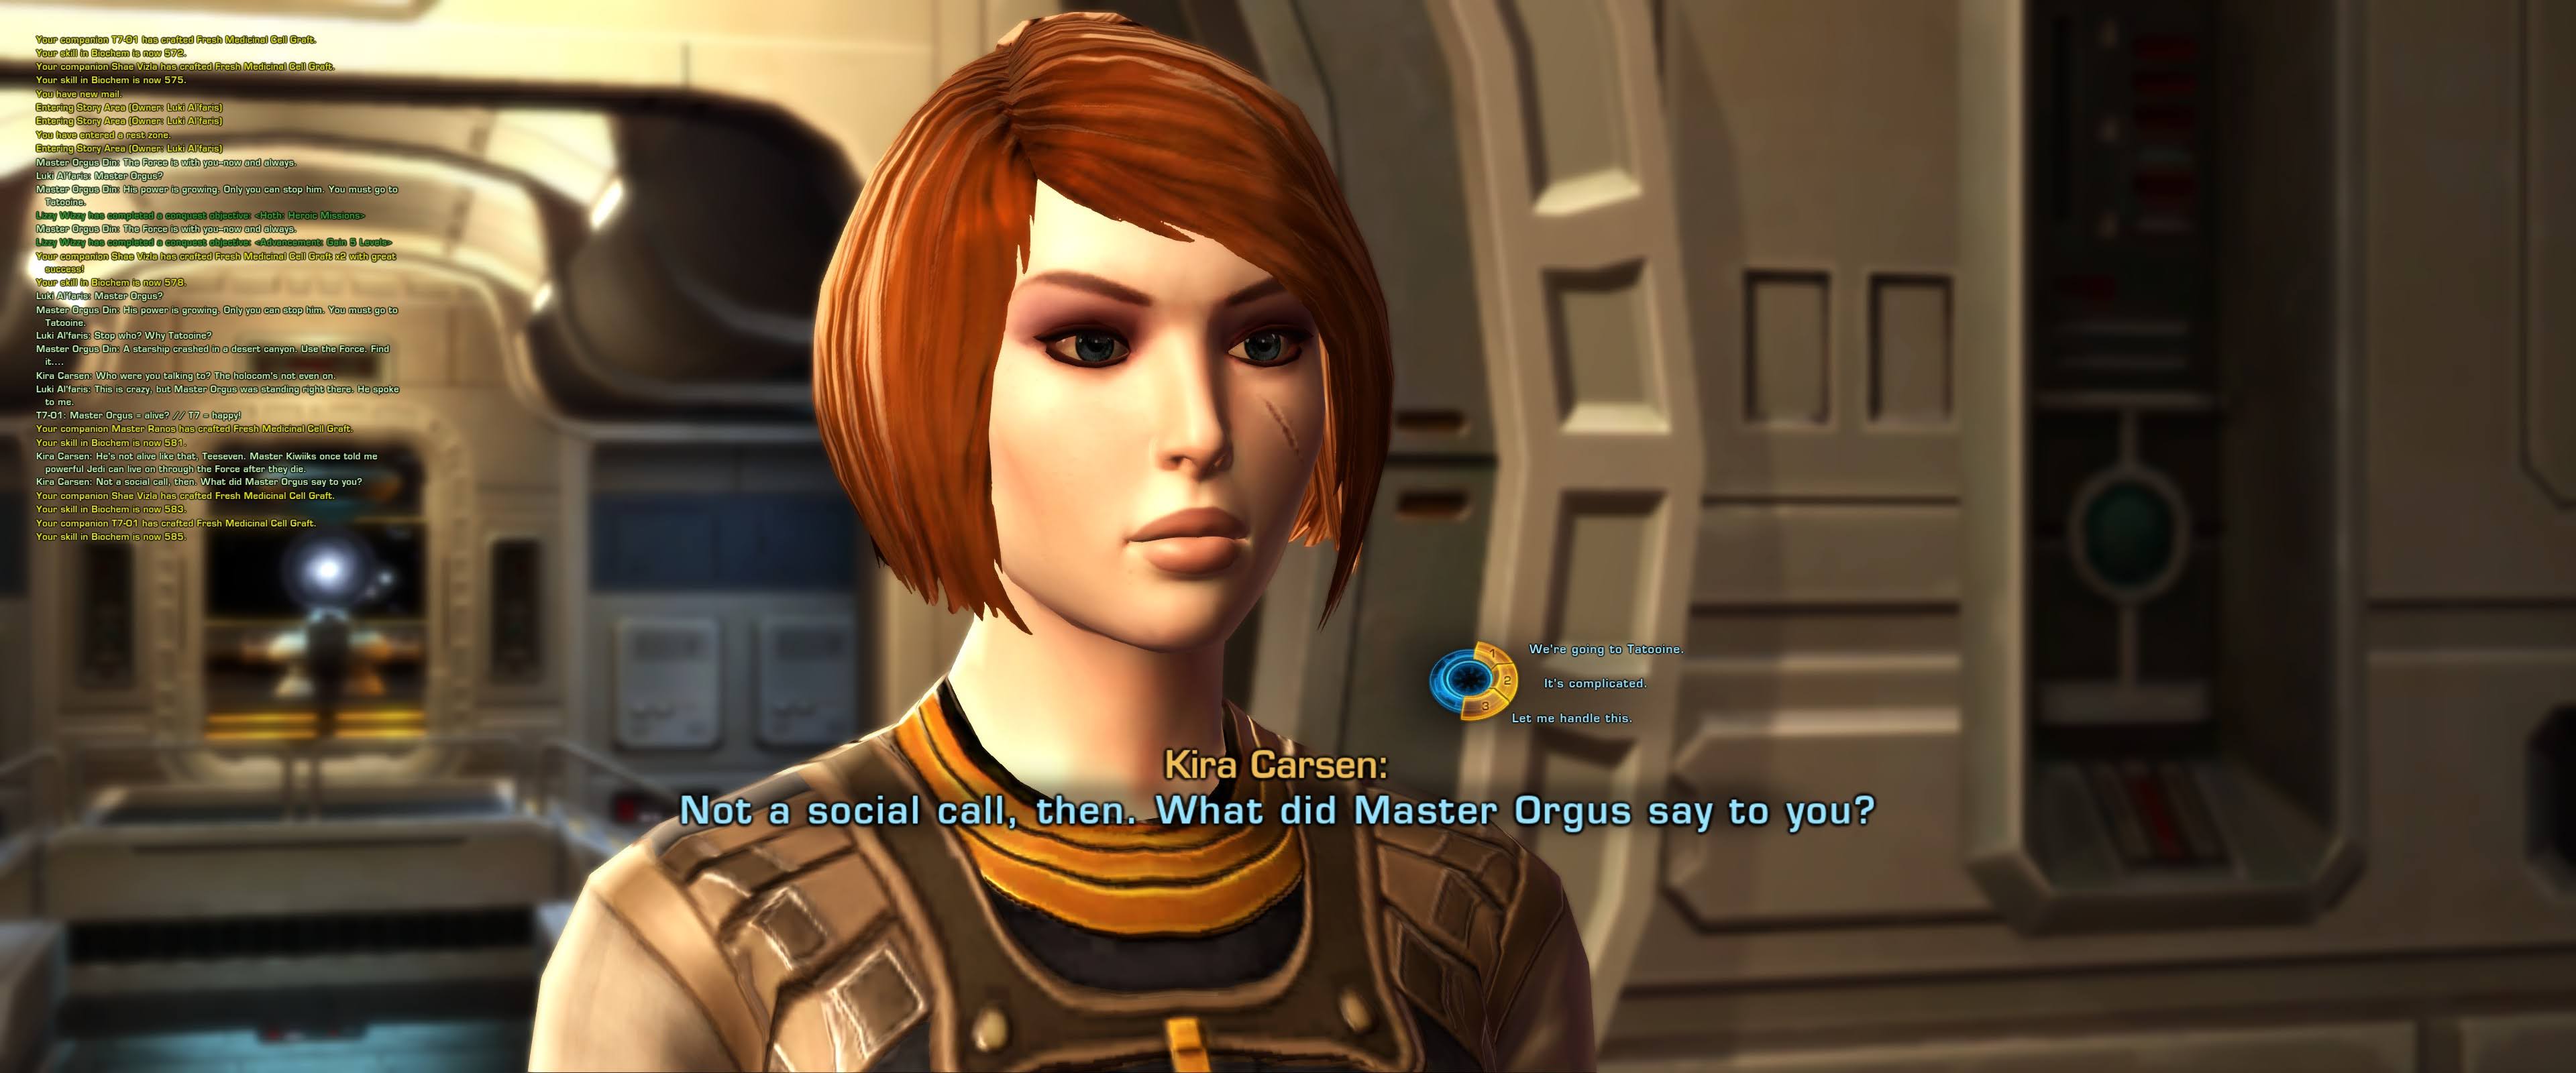 Your companion T7-01 has crafted Fresh Medicinal Cell Graft.
Your skill in Biochem is now 572.
Your companion Shae Vizla has crafted Fresh Medicinal Cell Graft.
Your skill in Biochem is now 575.
You have new mail.
Entering Story Area (Owner: Luki Al'faris)
Entering Story Area (Owner: Luki Al'faris)
You have entered a rest zone.
Entering Story Area (Owner: Luki Al'faris)
Master Orgus Din: The Force is with you–now and always.
Luki Al'faris: Master Orgus?
Master Orgus Din: His power is growing. Only you can stop him. You must go to
Tatooine.
Lizzy Wizzy has completed a conquest objective: <Hoth: Heroic Missions>
Master Orgus Din: The Force is with you–now and always.
Lizzy Wizzy has completed a conquest objective: <Advancement: Gain 5 Levels>
Your companion Shae Vizla has crafted Fresh Medicinal Cell Graft x2 with great
success!
Your skill in Biochem is now 578.
Luki Al'faris: Master Orgus?
Master Orgus Din: His power is growing. Only you can stop him. You must go to
Tatooine.
Luki Al'faris: Stop who? Why Tatooine?
Master Orgus Din: A starship crashed in a desert canyon. Use the Force. Find
it....
Kira Carsen: Who were you talking to? The holocom's not even on.
Luki Al'faris: This is crazy, but Master Orgus was standing right there. He spoke
to me.
T7-01: Master Orgus = alive? // T7 = happy!
Your companion Master Ranos has crafted Fresh Medicinal Cell Graft.
Your skill in Biochem is now 581.
Kira Carsen: He's not alive like that, Teeseven. Master Kiwiiks once told me
powerful Jedi can live on through the Force after they die.
Kira Carsen: Not a social call, then. What did Master Orgus say to you?
Your companion Shae Vizla has crafted Fresh Medicinal Cell Graft.
Your skill in Biochem is now 583.
Your companion T7-01 has crafted Fresh Medicinal Cell Graft.
Your skill in Biochem is now 585.
1 We're going to Tatooine.
2 It's complicated.
3 Let me handle this.
Kira Carsen:
Not a social call, then. What did Master Orgus say to you?